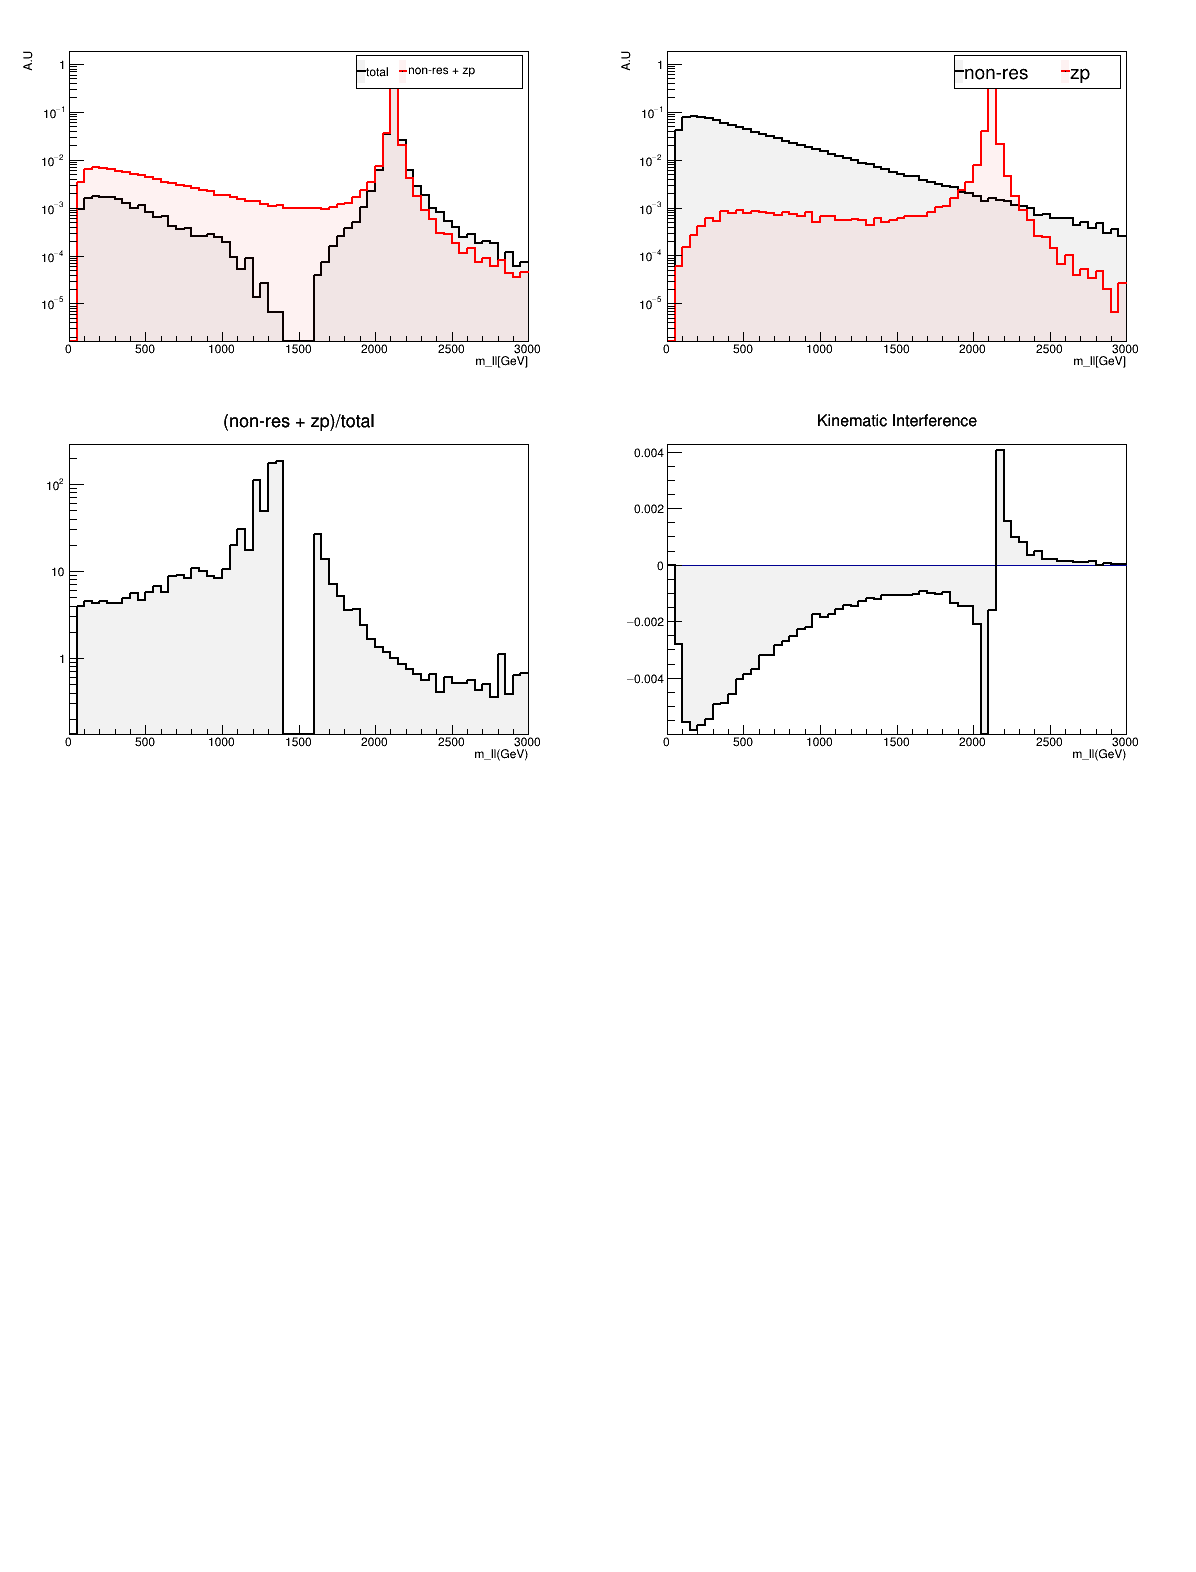 A.U
total
non-res + zp
1
10⁻¹
10⁻²
10⁻³
10⁻⁴
10⁻⁵
0 500 1000 1500 2000 2500 3000
m_ll[GeV]
A.U
non-res
zp
1
10⁻¹
10⁻²
10⁻³
10⁻⁴
10⁻⁵
0 500 1000 1500 2000 2500 3000
m_ll[GeV]
(non-res + zp)/total
10²
10
1
0 500 1000 1500 2000 2500 3000
m_ll(GeV)
Kinematic Interference
0.004
0.002
0
−0.002
−0.004
0 500 1000 1500 2000 2500 3000
m_ll(GeV)